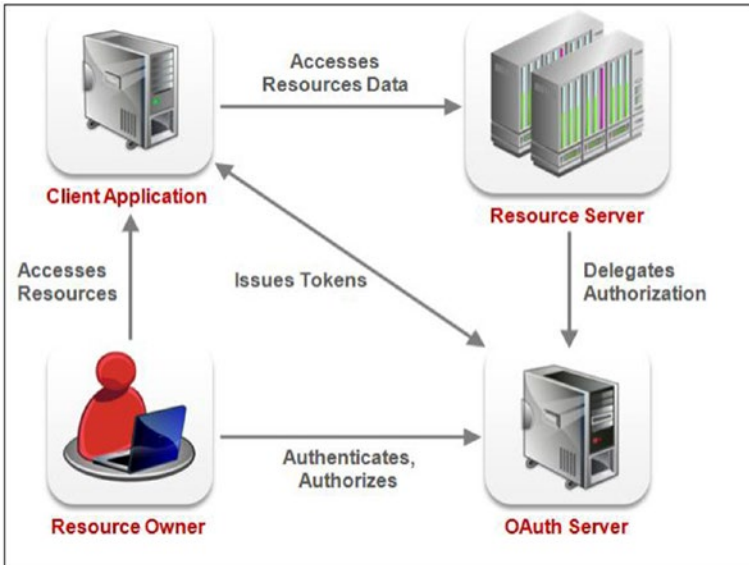 Accesses
Resources Data
Client Application
Resource Server
Accesses
Resources
Issues Tokens
Delegates
Authorization
Authenticates,
Authorizes
Resource Owner
OAuth Server